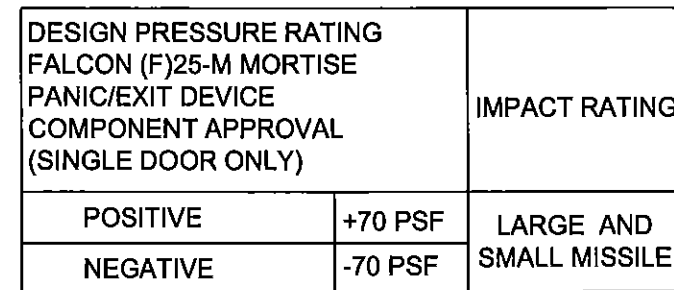 DESIGN PRESSURE RATING
FALCON (F)25-M MORTISE
PANIC/EXIT DEVICE
COMPONENT APPROVAL
(SINGLE DOOR ONLY)
IMPACT RATING
POSITIVE +70 PSF
NEGATIVE -70 PSF
LARGE AND
SMALL MISSILE